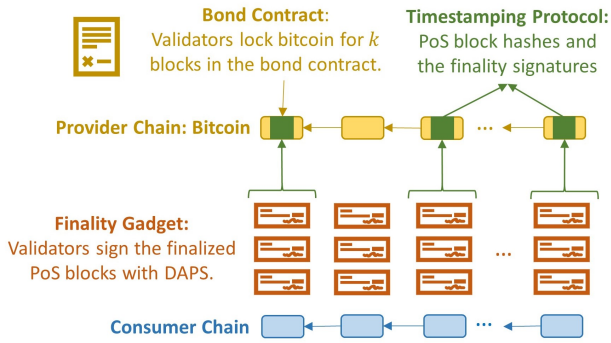 Bond Contract:
Validators lock bitcoin for k
blocks in the bond contract.
Timestamping Protocol:
PoS block hashes and
the finality signatures
Provider Chain: Bitcoin
...
Finality Gadget:
Validators sign the finalized
PoS blocks with DAPS.
...
Consumer Chain
...